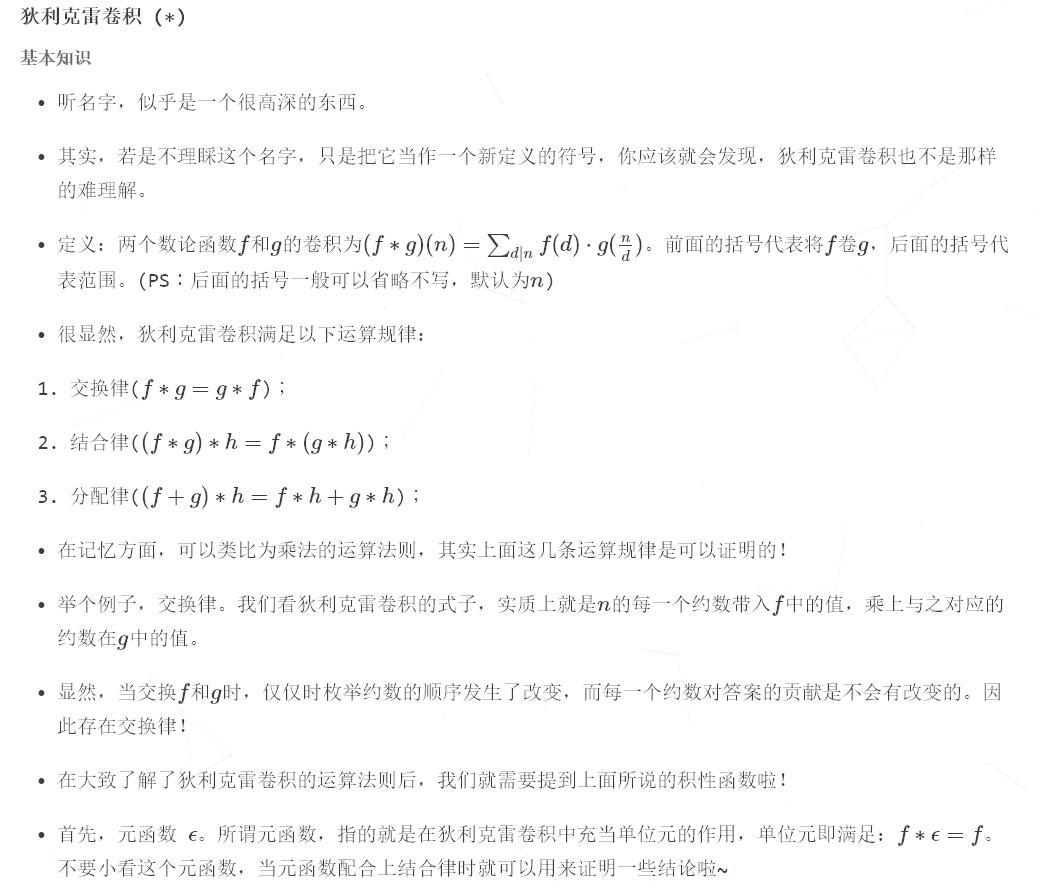 狄利克雷卷积 (∗)
基本知识
• 听名字，似乎是一个很高深的东西。
• 其实，若是不理睬这个名字，只是把它当作一个新定义的符号，你应该就会发现，狄利克雷卷积也不是那样
的难理解。
• 定义：两个数论函数f和g的卷积为(f ∗ g)(n) = ∑_{d|n} f(d) · g(n/d)。前面的括号代表将f卷g，后面的括号代
表范围。(PS：后面的括号一般可以省略不写，默认为n)
• 很显然，狄利克雷卷积满足以下运算规律：
1. 交换律(f ∗ g = g ∗ f)；
2. 结合律((f ∗ g) ∗ h = f ∗ (g ∗ h))；
3. 分配律((f + g) ∗ h = f ∗ h + g ∗ h)；
• 在记忆方面，可以类比为乘法的运算法则，其实上面这几条运算规律是可以证明的！
• 举个例子，交换律。我们看狄利克雷卷积的式子，实质上就是n的每一个约数带入f中的值，乘上与之对应的
约数在g中的值。
• 显然，当交换f和g时，仅仅时枚举约数的顺序发生了改变，而每一个约数对答案的贡献是不会有改变的。因
此存在交换律！
• 在大致了解了狄利克雷卷积的运算法则后，我们就需要提到上面所说的积性函数啦！
• 首先，元函数 ϵ。所谓元函数，指的就是在狄利克雷卷积中充当单位元的作用，单位元即满足：f ∗ ϵ = f。
不要小看这个元函数，当元函数配合上结合律时就可以用来证明一些结论啦~